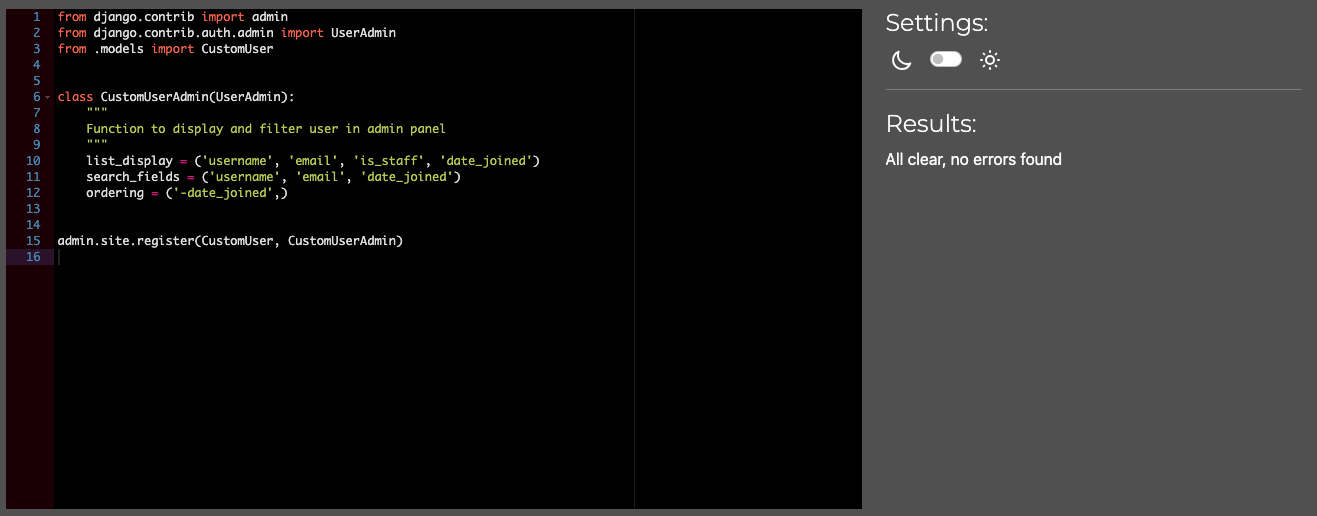 1 from django.contrib import admin
2 from django.contrib.auth.admin import UserAdmin
3 from .models import CustomUser
4
5
6 class CustomUserAdmin(UserAdmin):
7     """
8     Function to display and filter user in admin panel
9     """
10     list_display = ('username', 'email', 'is_staff', 'date_joined')
11     search_fields = ('username', 'email', 'date_joined')
12     ordering = ('-date_joined',)
13
14
15 admin.site.register(CustomUser, CustomUserAdmin)
16
Settings:
Results:
All clear, no errors found